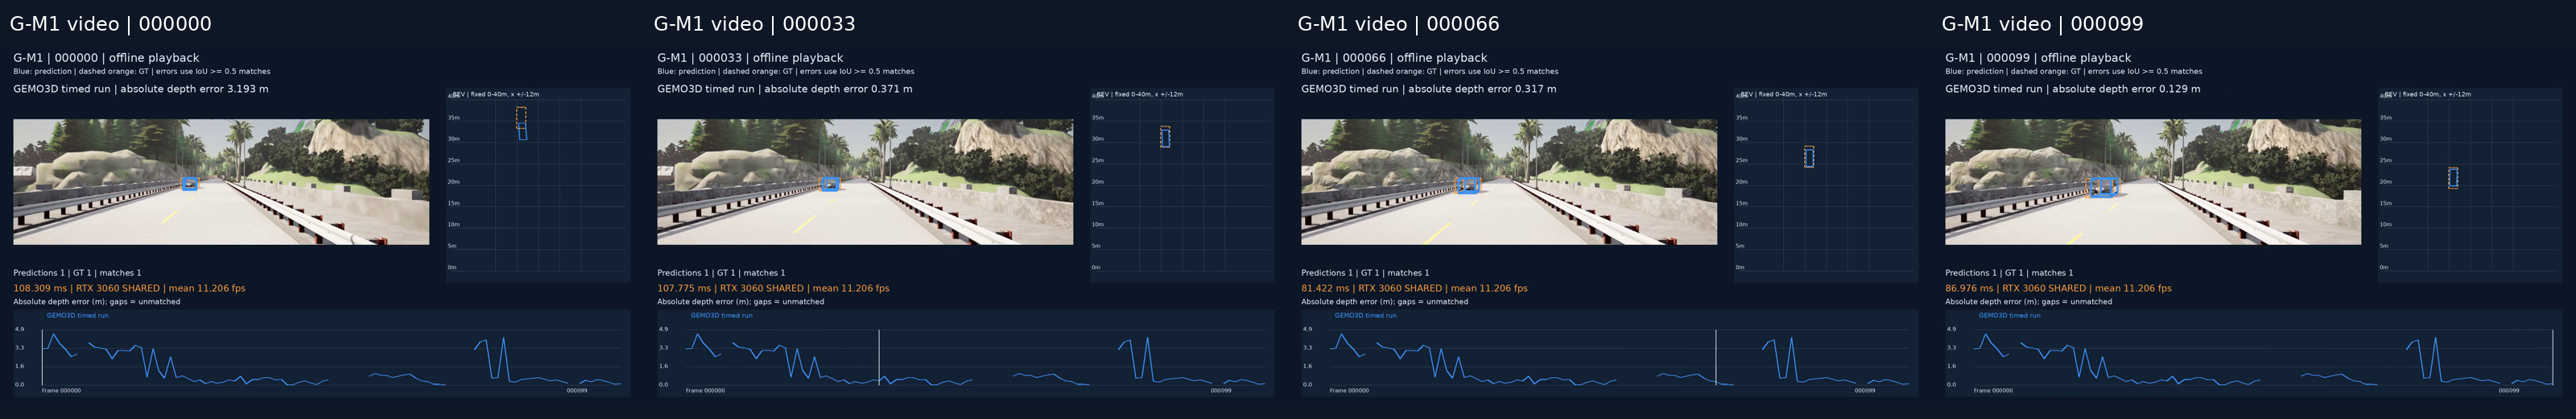 G-M1 video | 000000
G-M1 | 000000 | offline playback
Blue: prediction | dashed orange: GT | errors use IoU >= 0.5 matches
GEMO3D timed run | absolute depth error 3.193 m
BEV | fixed 0-40m, x +/-12m
40m
35m
30m
25m
20m
15m
10m
5m
0m
Predictions 1 | GT 1 | matches 1
108.309 ms | RTX 3060 SHARED | mean 11.206 fps
Absolute depth error (m); gaps = unmatched
GEMO3D timed run
4.9
3.3
1.6
0.0
Frame 000000
000099
G-M1 video | 000033
G-M1 | 000033 | offline playback
Blue: prediction | dashed orange: GT | errors use IoU >= 0.5 matches
GEMO3D timed run | absolute depth error 0.371 m
BEV | fixed 0-40m, x +/-12m
40m
35m
30m
25m
20m
15m
10m
5m
0m
Predictions 1 | GT 1 | matches 1
107.775 ms | RTX 3060 SHARED | mean 11.206 fps
Absolute depth error (m); gaps = unmatched
GEMO3D timed run
4.9
3.3
1.6
0.0
Frame 000000
000099
G-M1 video | 000066
G-M1 | 000066 | offline playback
Blue: prediction | dashed orange: GT | errors use IoU >= 0.5 matches
GEMO3D timed run | absolute depth error 0.317 m
BEV | fixed 0-40m, x +/-12m
40m
35m
30m
25m
20m
15m
10m
5m
0m
Predictions 1 | GT 1 | matches 1
81.422 ms | RTX 3060 SHARED | mean 11.206 fps
Absolute depth error (m); gaps = unmatched
GEMO3D timed run
4.9
3.3
1.6
0.0
Frame 000000
000099
G-M1 video | 000099
G-M1 | 000099 | offline playback
Blue: prediction | dashed orange: GT | errors use IoU >= 0.5 matches
GEMO3D timed run | absolute depth error 0.129 m
BEV | fixed 0-40m, x +/-12m
40m
35m
30m
25m
20m
15m
10m
5m
0m
Predictions 1 | GT 1 | matches 1
86.976 ms | RTX 3060 SHARED | mean 11.206 fps
Absolute depth error (m); gaps = unmatched
GEMO3D timed run
4.9
3.3
1.6
0.0
Frame 000000
000099